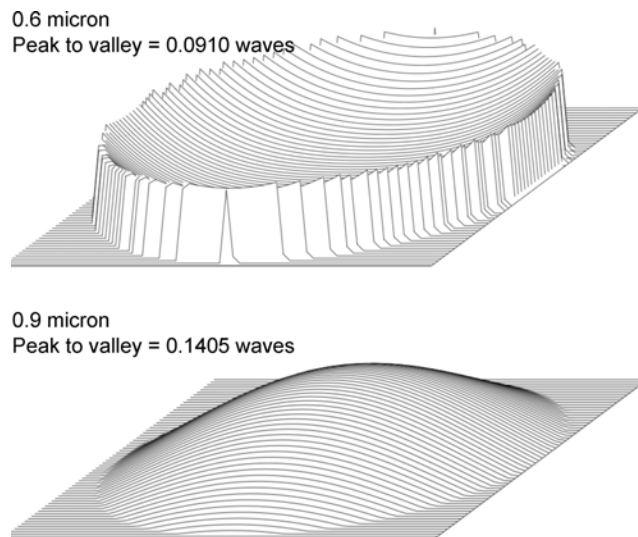 0.6 micron
Peak to valley = 0.0910 waves
0.9 micron
Peak to valley = 0.1405 waves